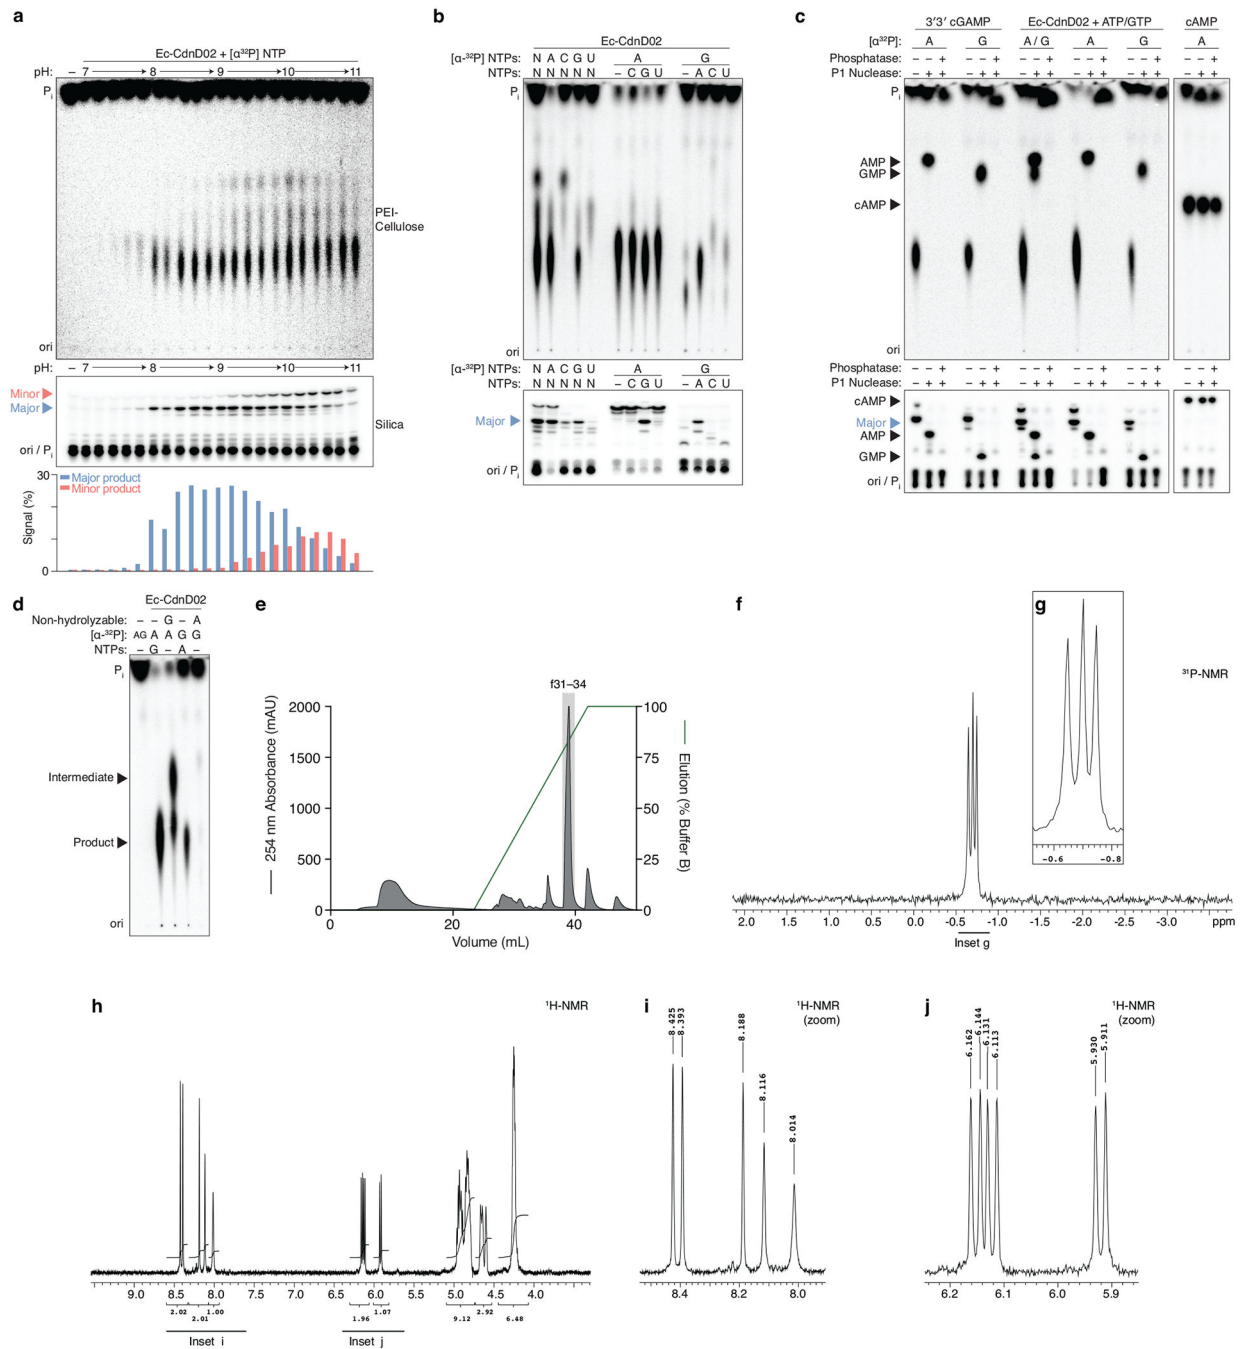 a
Ec-CdnD02 + [α³²P] NTP
pH: – 7 8 9 10 11
Pi
PEI-
Cellulose
ori
pH: – 7 8 9 10 11
Minor
Major
Silica
ori / Pi
30
Major product
Minor product
Signal (%)
0
b
Ec-CdnD02
[α-³²P] NTPs: N A C G U A G
NTPs: N N N N N – C G U – A C U
Pi
ori
[α-³²P] NTPs: N A C G U A G
NTPs: N N N N N – C G U – A C U
Major
ori / Pi
c
3′3′ cGAMP Ec-CdnD02 + ATP/GTP cAMP
[α³²P]: A G A / G A G A
Phosphatase: – – + – – + – – + – – + – – + – – +
P1 Nuclease: – + + – + + – + + – + + – + + – + +
Pi
AMP
GMP
cAMP
ori
Phosphatase: – – + – – + – – + – – + – – + – – +
P1 Nuclease: – + + – + + – + + – + + – + + – + +
cAMP
Major
AMP
GMP
ori / Pi
d
Ec-CdnD02
Non-hydrolyzable: – – G – A
[α-³²P]: AG A A G G
NTPs: – G – A –
Pi
Intermediate
Product
ori
e
f31–34
2000
1500
1000
500
0
254 nm Absorbance (mAU)
100
75
50
25
0
Elution (% Buffer B)
0 20 40
Volume (mL)
f
³¹P-NMR
2.0 1.5 1.0 0.5 0.0 -0.5 -1.0 -1.5 -2.0 -2.5 -3.0 ppm
Inset g
g
-0.6 -0.8
h
¹H-NMR
9.0 8.5 8.0 7.5 7.0 6.5 6.0 5.5 5.0 4.5 4.0
2.02 2.01 1.00 1.96 1.07 9.12 2.92 6.48
Inset i
Inset j
i
¹H-NMR
(zoom)
8.425
8.393
8.188
8.116
8.014
8.4 8.2 8.0
j
¹H-NMR
(zoom)
6.162
6.144
6.131
6.113
5.930
5.911
6.2 6.1 6.0 5.9